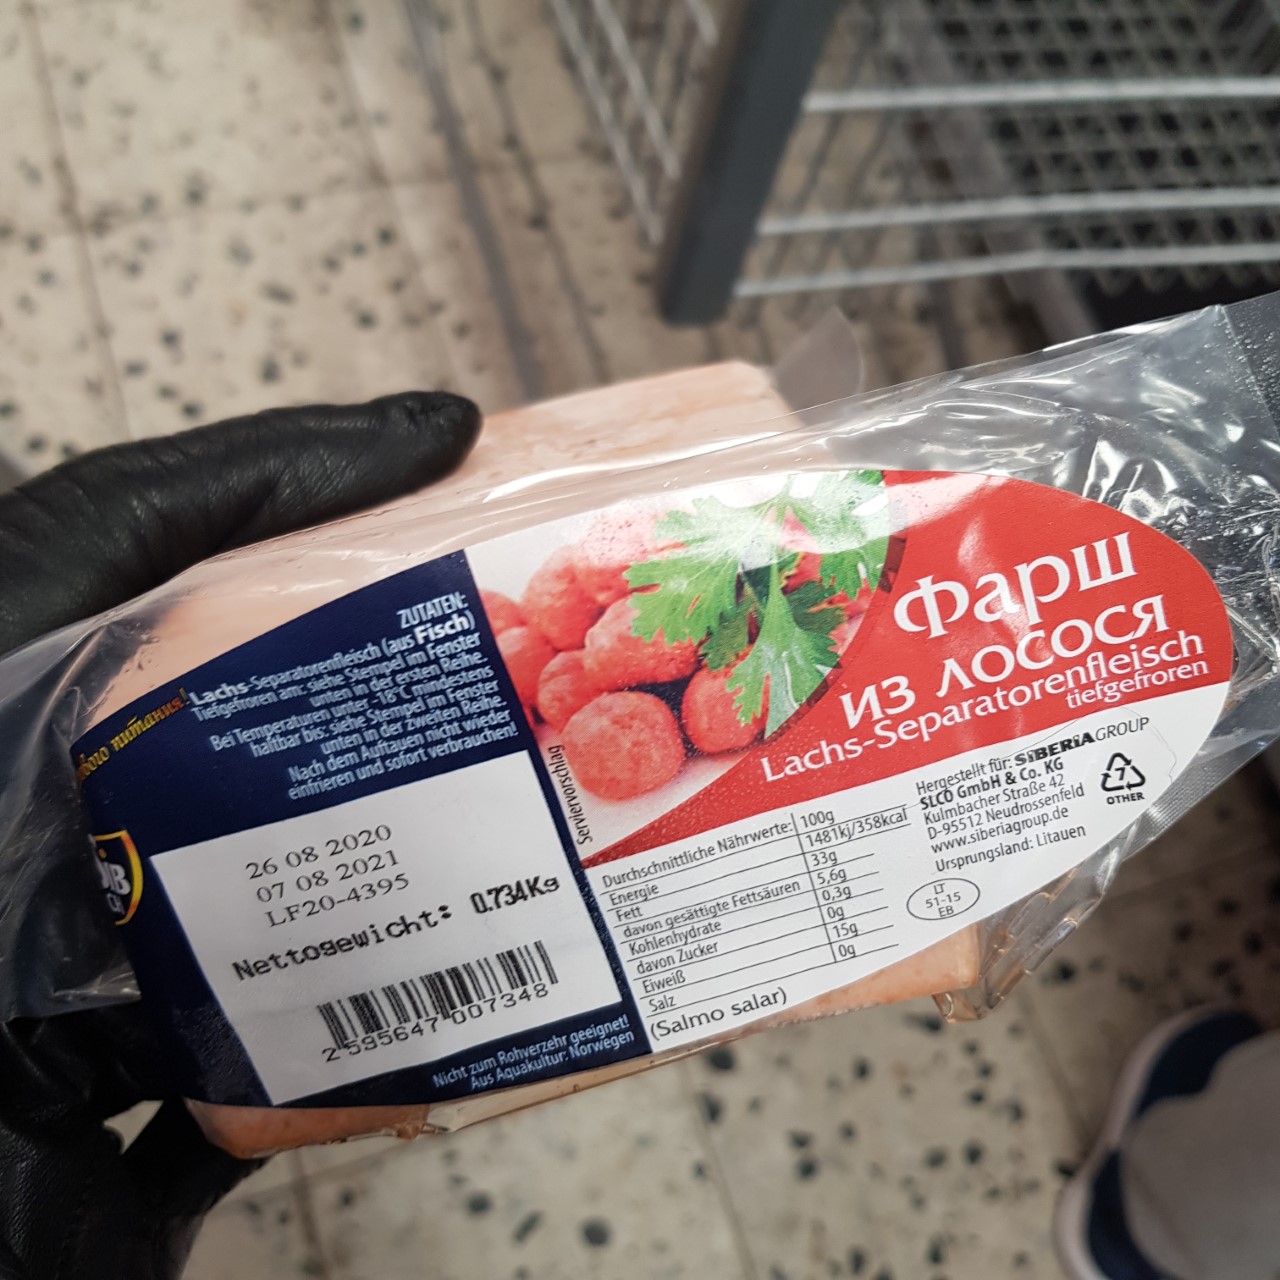 ового питания!
ZUTATEN:
Lachs-Separatorenfleisch (aus Fisch)
Tiefgefroren am: siehe Stempel im Fenster
unten in der ersten Reihe.
Bei Temperaturen unter -18°C mindestens
haltbar bis: siehe Stempel im Fenster
unten in der zweiten Reihe.
Nach dem Auftauen nicht wieder
einfrieren und sofort verbrauchen!
26 08 2020
07 08 2021
LF20-4395
Nettogewicht: 0.734Kg
2 595647 007348
Nicht zum Rohverzehr geeignet!
Aus Aquakultur: Norwegen
Serviervorschlag
Фарш
из лосося
Lachs-Separatorenfleisch
tiefgefroren
Durchschnittliche Nährwerte: 100g
Energie 1481kj/358kcal
Fett 33g
davon gesättigte Fettsäuren 5,6g
Kohlenhydrate 0,3g
davon Zucker 0g
Eiweiß 15g
Salz 0g
(Salmo salar)
Hergestellt für: SIBERIA GROUP
SLCO GmbH & Co. KG
Kulmbacher Straße 42
D-95512 Neudrossenfeld
www.siberiagroup.de
Ursprungsland: Litauen
LT
51-15
EB
7
OTHER